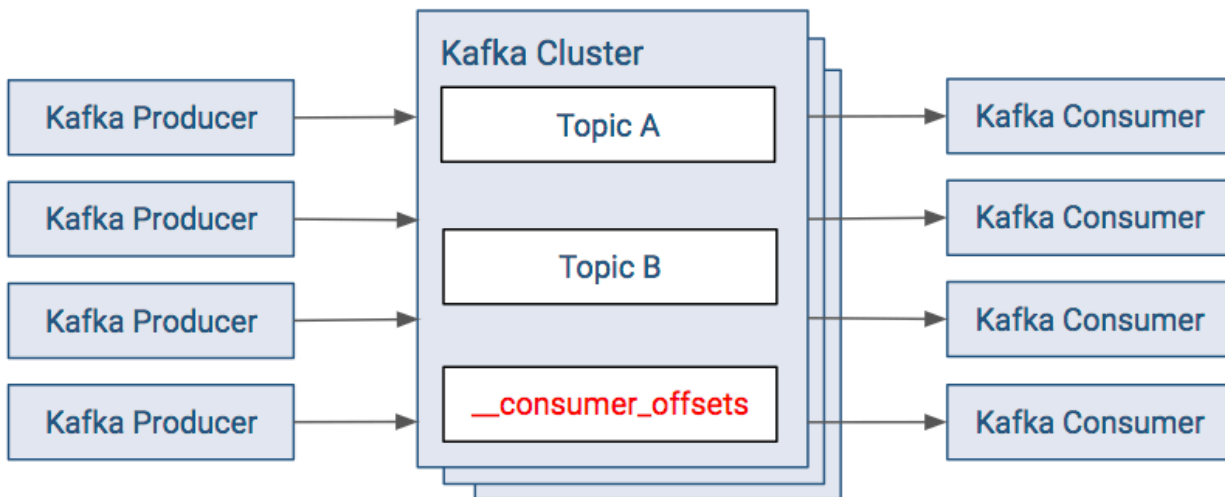 Kafka Cluster
Kafka Producer
Topic A
Kafka Consumer
Kafka Producer
Kafka Consumer
Topic B
Kafka Producer
Kafka Consumer
__consumer_offsets
Kafka Producer
Kafka Consumer